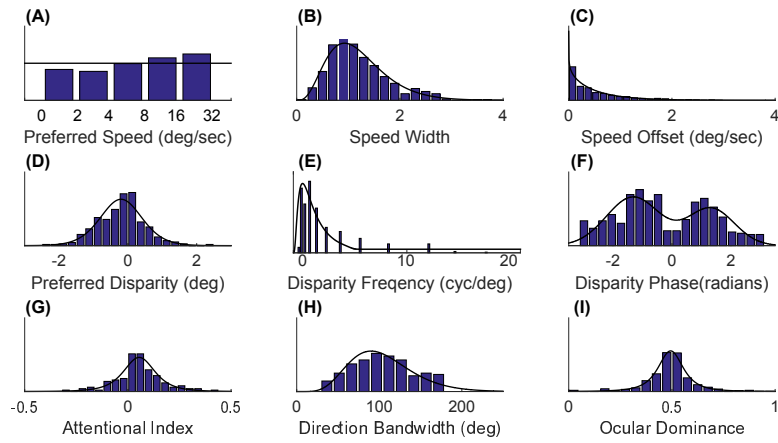 (A)
0 2 4 8 16 32
Preferred Speed (deg/sec)
(B)
0 2 4
Speed Width
(C)
0 2 4
Speed Offset (deg/sec)
(D)
-2 0 2
Preferred Disparity (deg)
(E)
0 10 20
Disparity Freqency (cyc/deg)
(F)
-2 0 2
Disparity Phase(radians)
(G)
-0.5 0 0.5
Attentional Index
(H)
0 100 200
Direction Bandwidth (deg)
(I)
0 0.5 1
Ocular Dominance